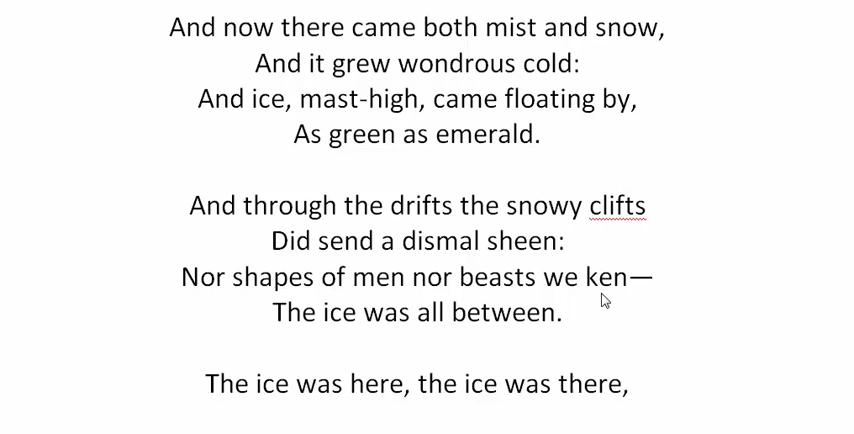 And now there came both mist and snow,
And it grew wondrous cold:
And ice, mast-high, came floating by,
As green as emerald.
And through the drifts the snowy clifts
Did send a dismal sheen:
Nor shapes of men nor beasts we ken—
The ice was all between.
The ice was here, the ice was there,